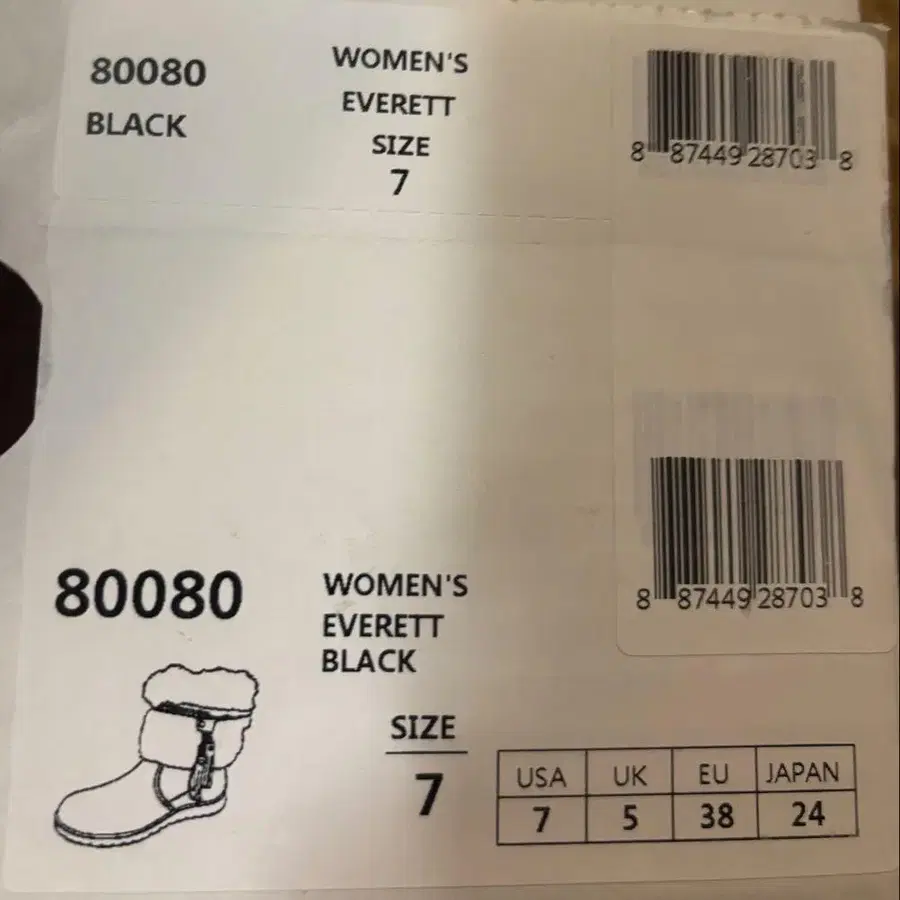 80080
BLACK
WOMEN'S
EVERETT
SIZE
7
8 87449 28703 8
80080
WOMEN'S
EVERETT
BLACK
SIZE
7
8 87449 28703 8
USA UK EU JAPAN
7 5 38 24